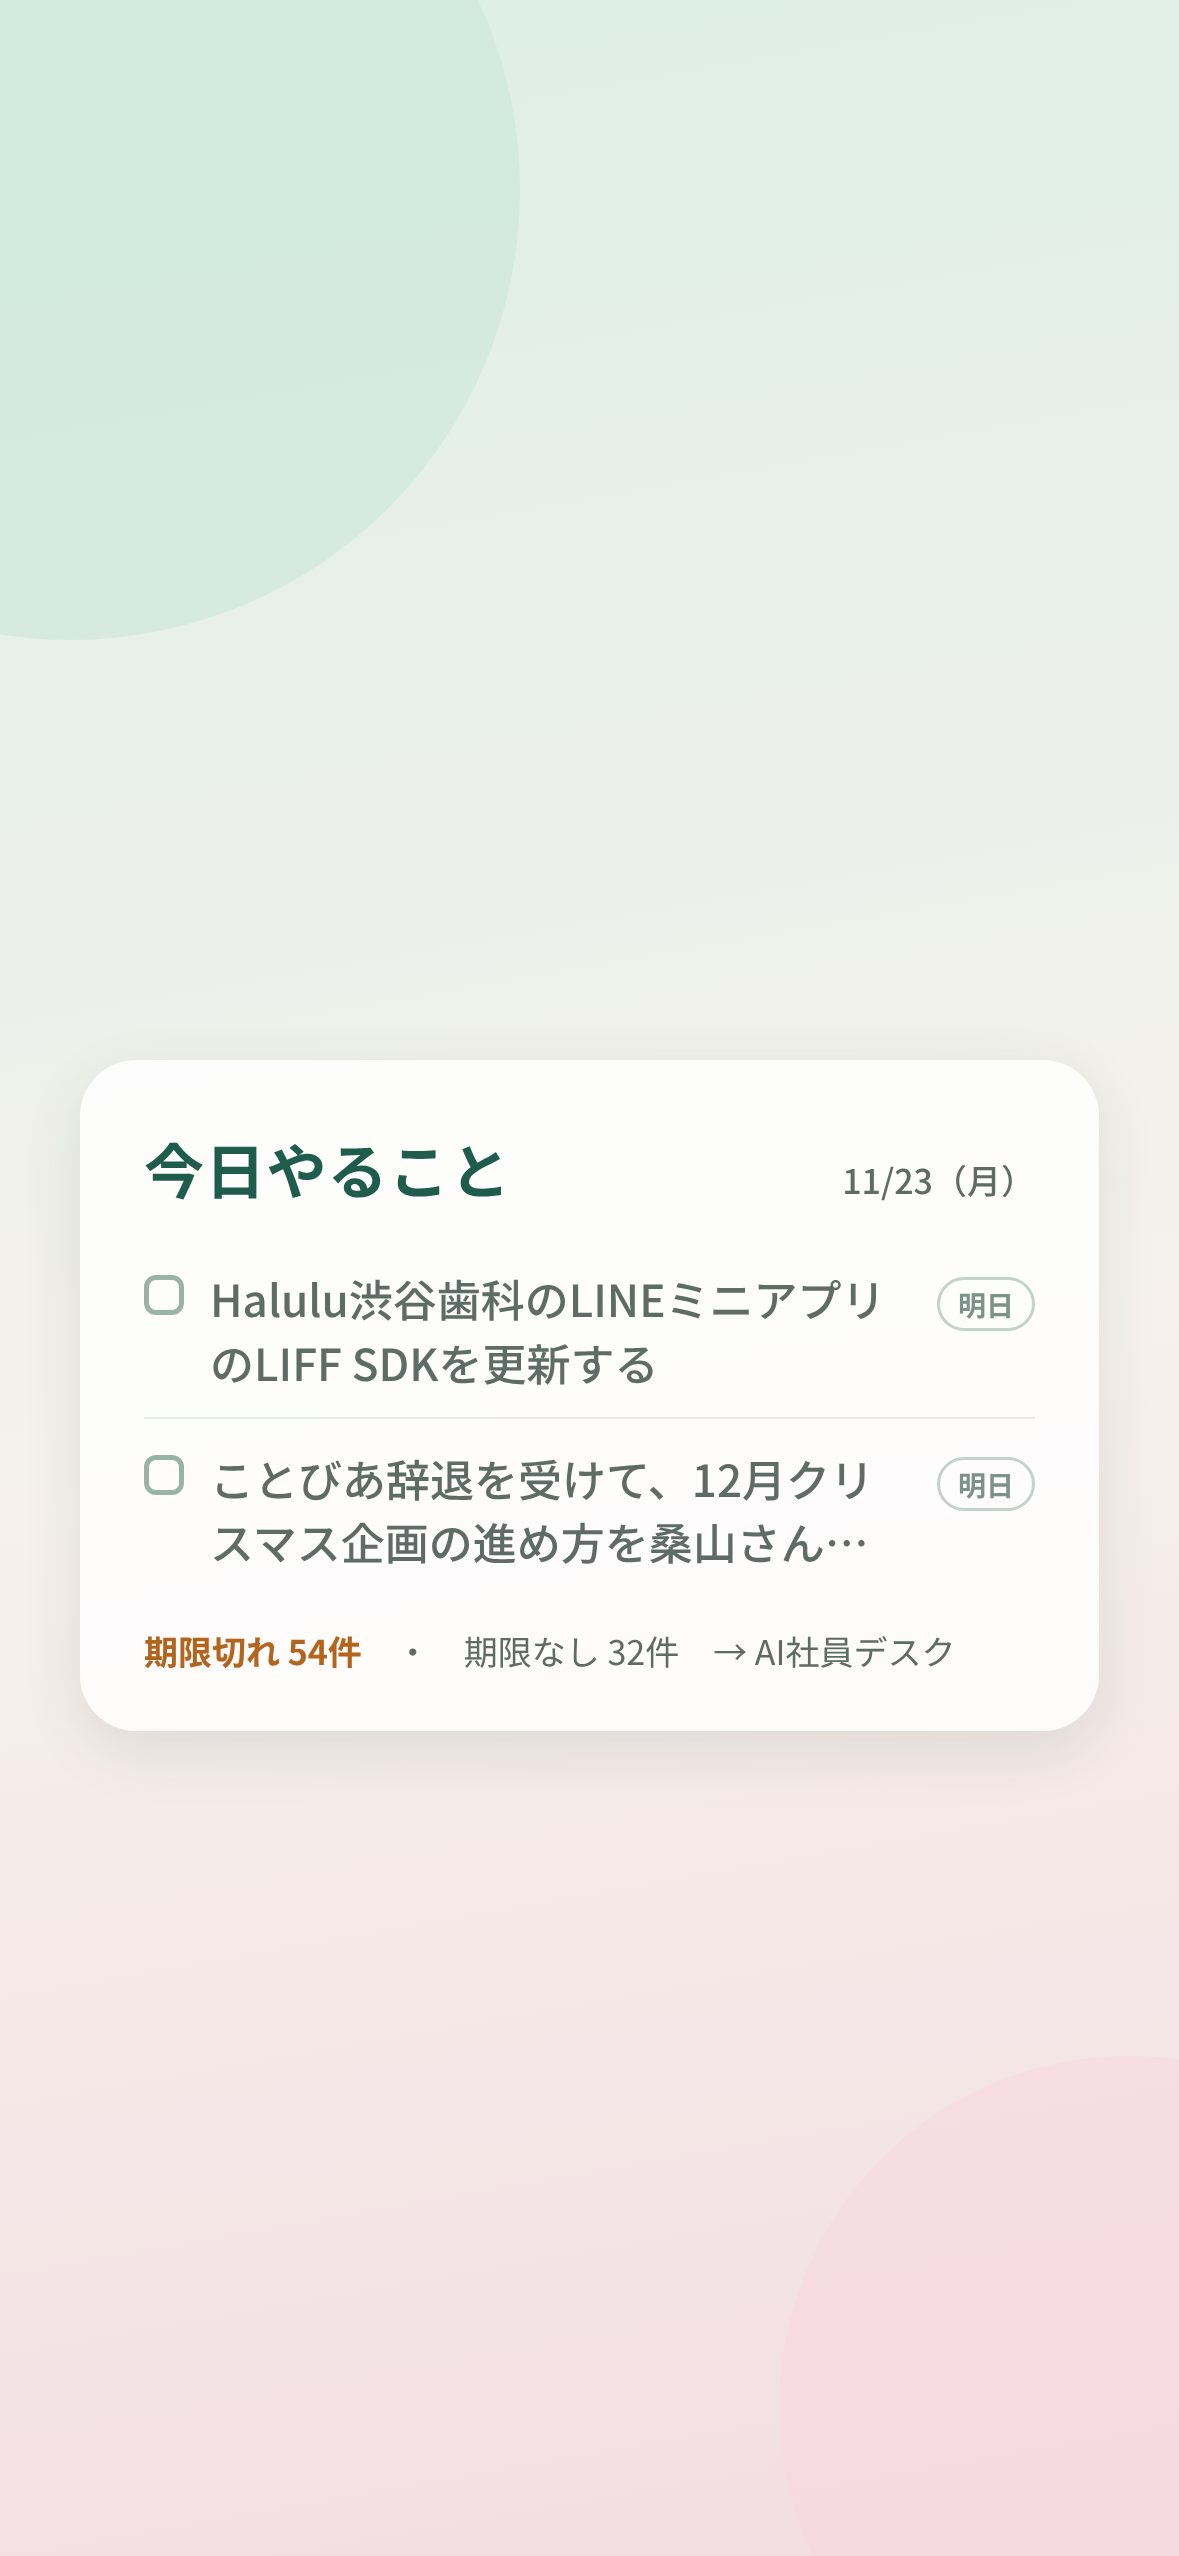 今日やること
11/23（月）
Halulu渋谷歯科のLINEミニアプリ
のLIFF SDKを更新する
明日
ことびあ辞退を受けて、12月クリ
スマス企画の進め方を桑山さん…
明日
期限切れ 54件 ・ 期限なし 32件 → AI社員デスク